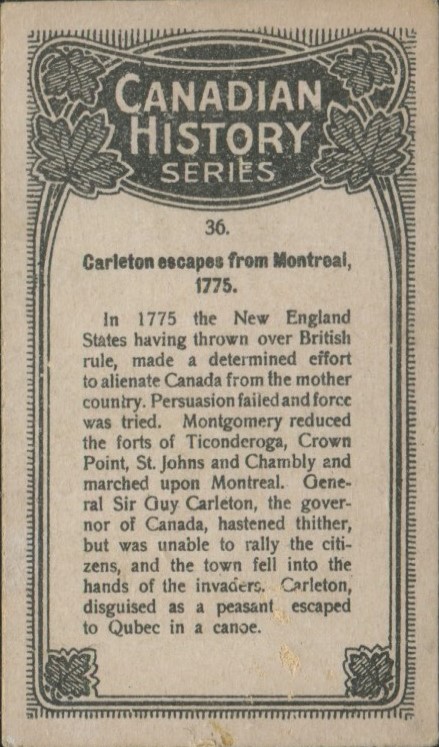 CANADIAN
HISTORY
SERIES
36.
Carleton escapes from Montreal,
1775.
In 1775 the New England
States having thrown over British
rule, made a determined effort
to alienate Canada from the mother
country. Persuasion failed and force
was tried. Montgomery reduced
the forts of Ticonderoga, Crown
Point, St. Johns and Chambly and
marched upon Montreal. Gene-
ral Sir Guy Carleton, the gover-
nor of Canada, hastened thither,
but was unable to rally the citi-
zens, and the town fell into the
hands of the invaders. Carleton,
disguised as a peasant escaped
to Qubec in a canoe.